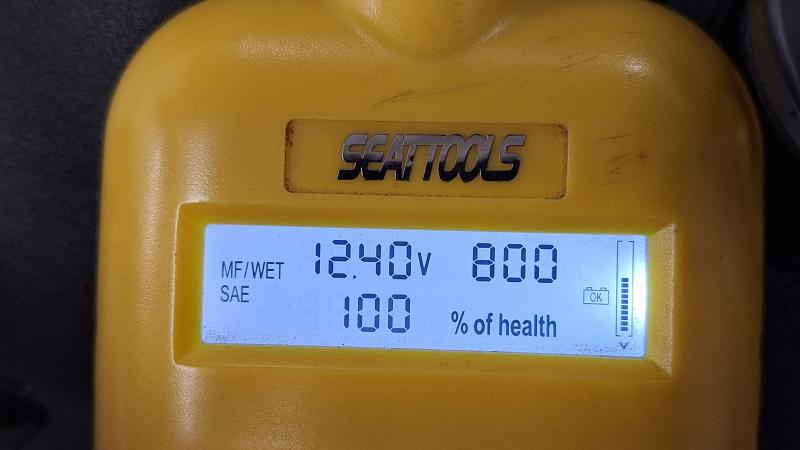 SEATTOOLS
MF/WET 12.40V 800
SAE
OK
100 % of health